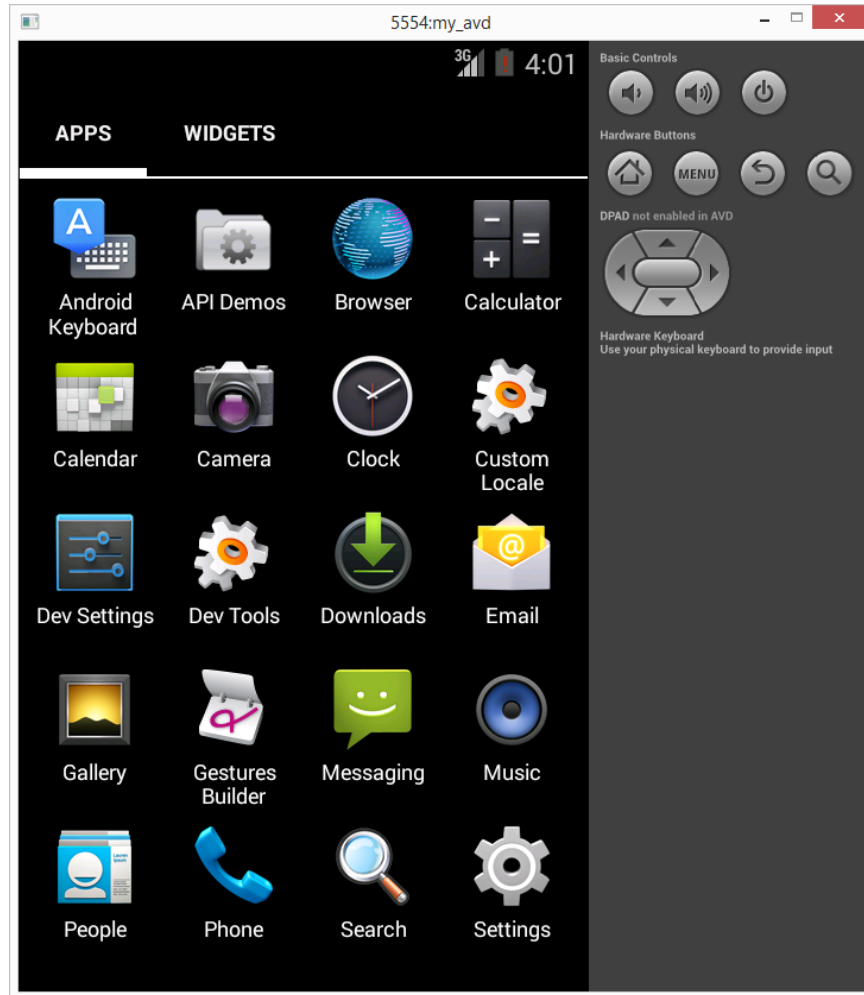 5554:my_avd
3G 4:01
APPS WIDGETS
A
Android Keyboard
API Demos
Browser
Calculator
Calendar
Camera
Clock
Custom Locale
Dev Settings
Dev Tools
Downloads
@
Email
Gallery
Gestures Builder
Messaging
Music
People
Phone
Search
Settings
Basic Controls
Hardware Buttons
MENU
DPAD not enabled in AVD
Hardware Keyboard
Use your physical keyboard to provide input